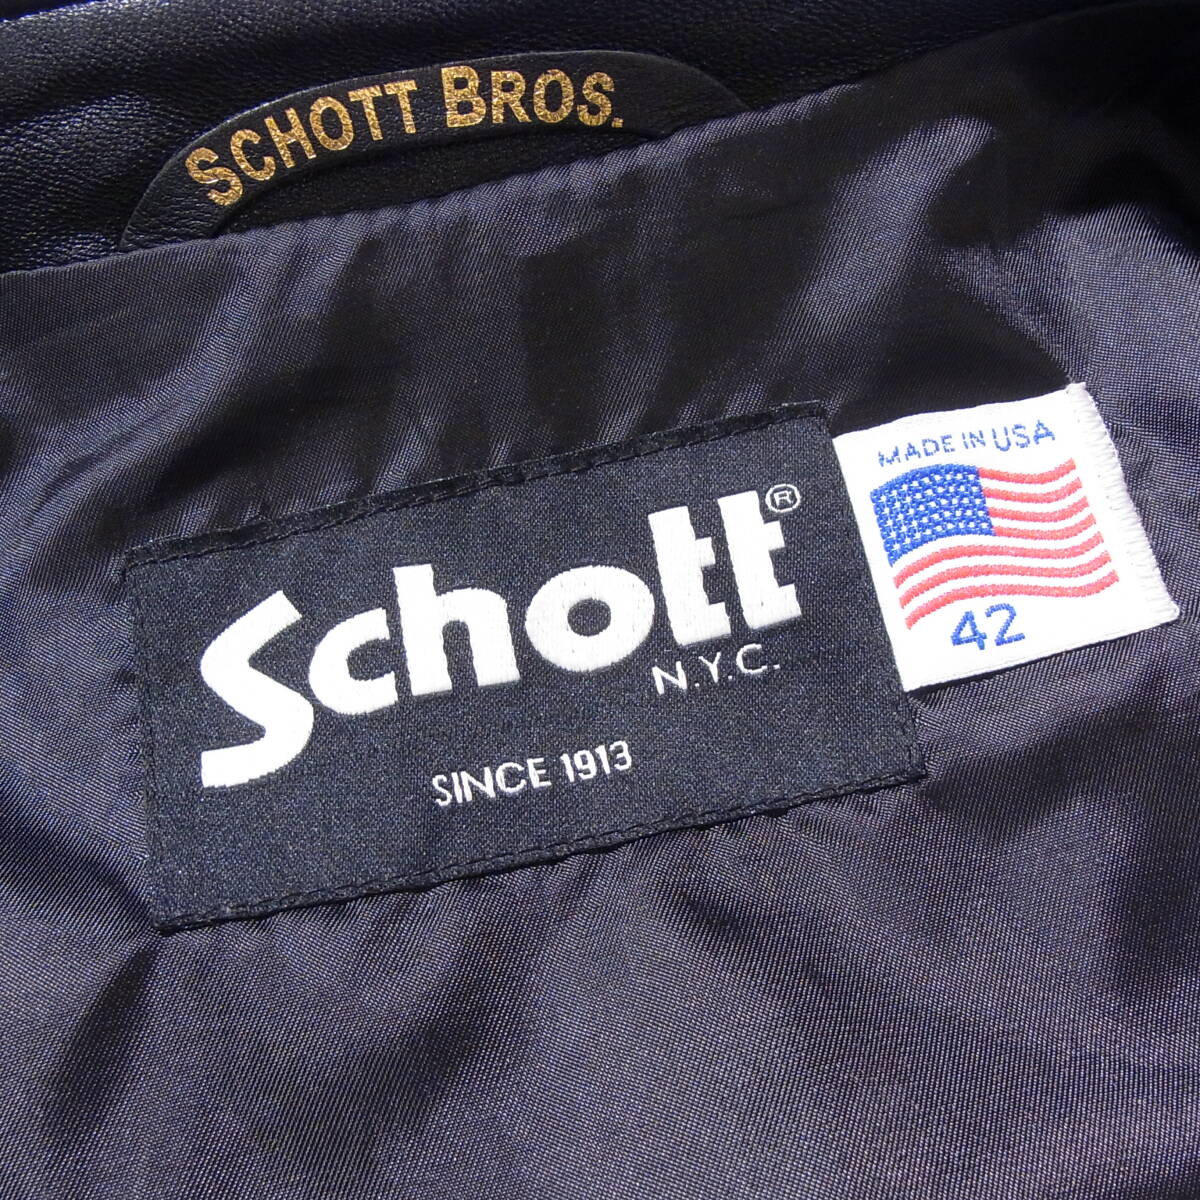 SCHOTT BROS.
MADE IN USA
42
Schott®
N.Y.C.
SINCE 1913